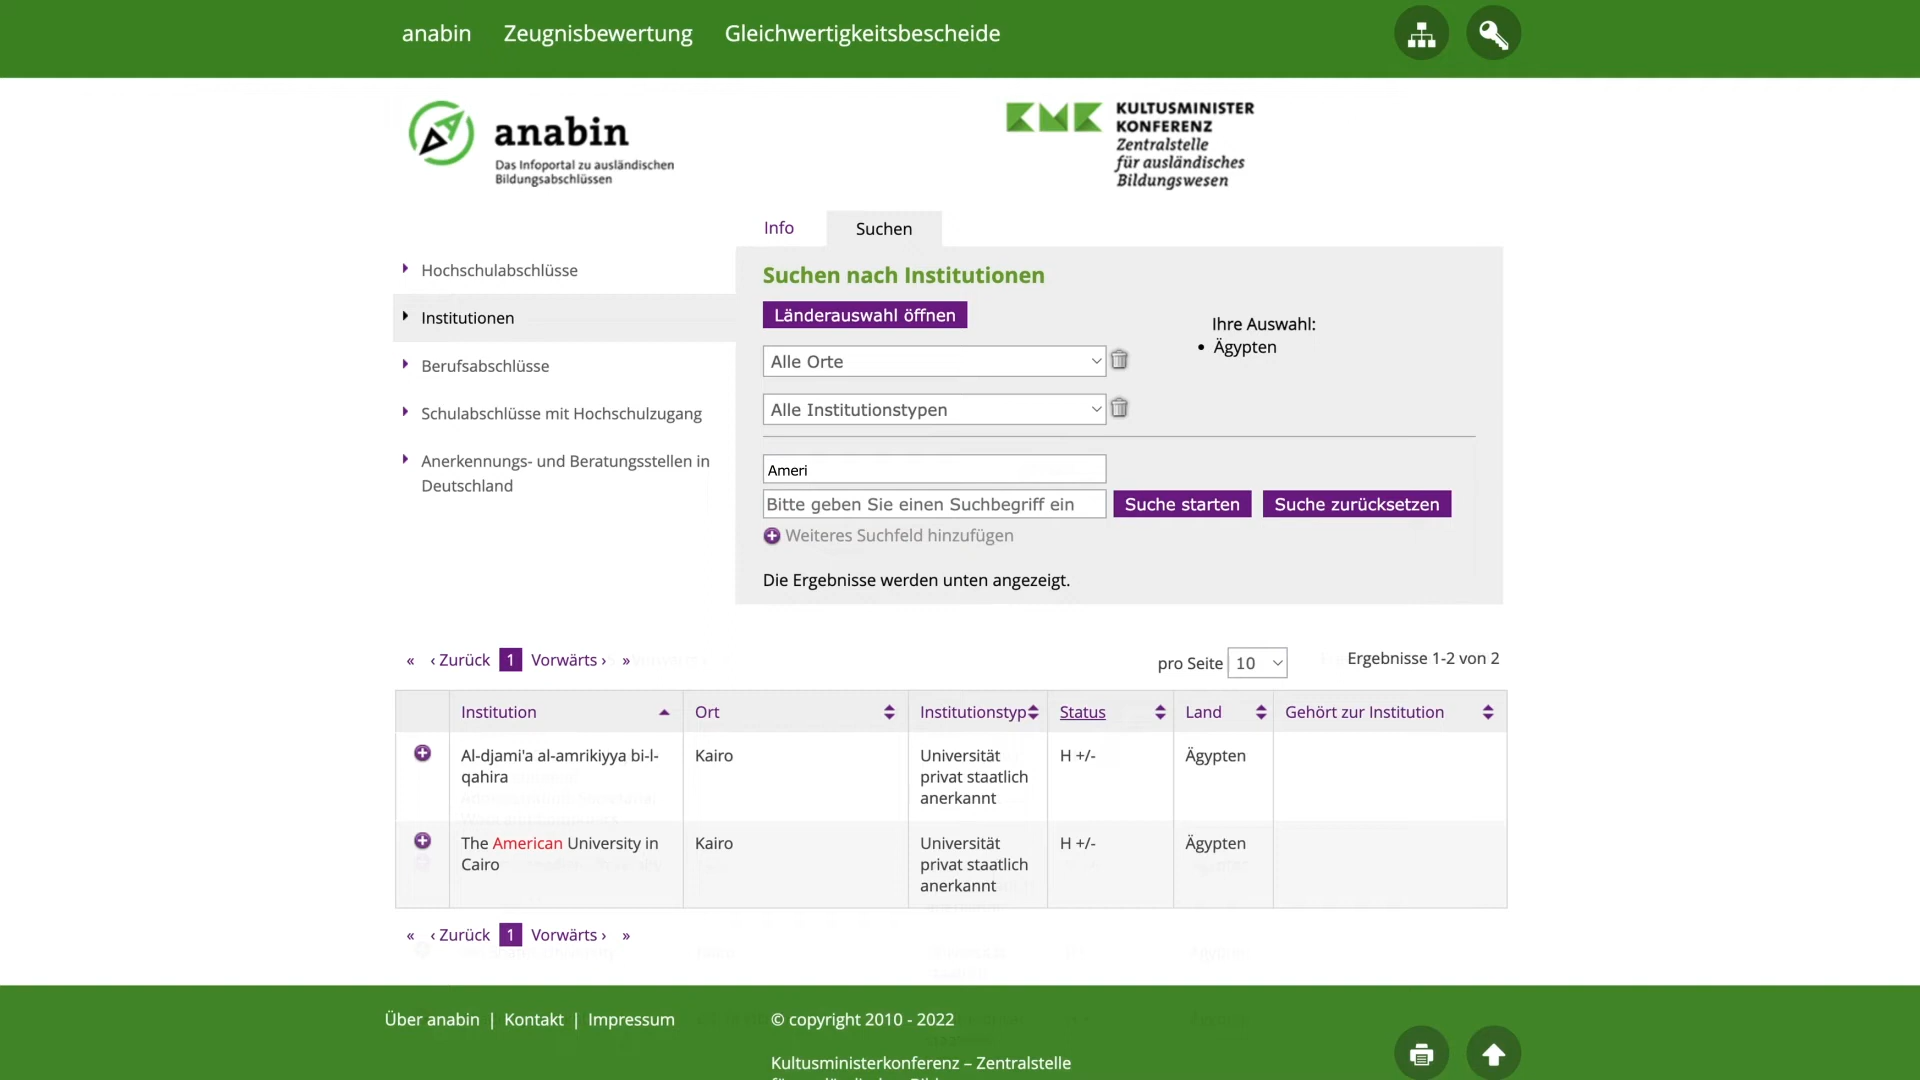 anabin Zeugnisbewertung Gleichwertigkeitsbescheide
anabin
Das Infoportal zu ausländischen
Bildungsabschlüssen
KMK
KULTUSMINISTER
KONFERENZ
Zentralstelle
für ausländisches
Bildungswesen
Info Suchen
Hochschulabschlüsse
Institutionen
Berufsabschlüsse
Schulabschlüsse mit Hochschulzugang
Anerkennungs- und Beratungsstellen in
Deutschland
Suchen nach Institutionen
Länderauswahl öffnen
Ihre Auswahl:
• Ägypten
Alle Orte
Alle Institutionstypen
Ameri
Bitte geben Sie einen Suchbegriff ein Suche starten Suche zurücksetzen
Weiteres Suchfeld hinzufügen
Die Ergebnisse werden unten angezeigt.
« ‹ Zurück 1 Vorwärts › » pro Seite 10 Ergebnisse 1-2 von 2
Institution Ort Institutionstyp Status Land Gehört zur Institution
Al-djami'a al-amrikiyya bi-l- Kairo Universität H +/- Ägypten
qahira privat staatlich
anerkannt
The American University in Kairo Universität H +/- Ägypten
Cairo privat staatlich
anerkannt
« ‹ Zurück 1 Vorwärts › »
Über anabin | Kontakt | Impressum © copyright 2010 - 2022
Kultusministerkonferenz – Zentralstelle